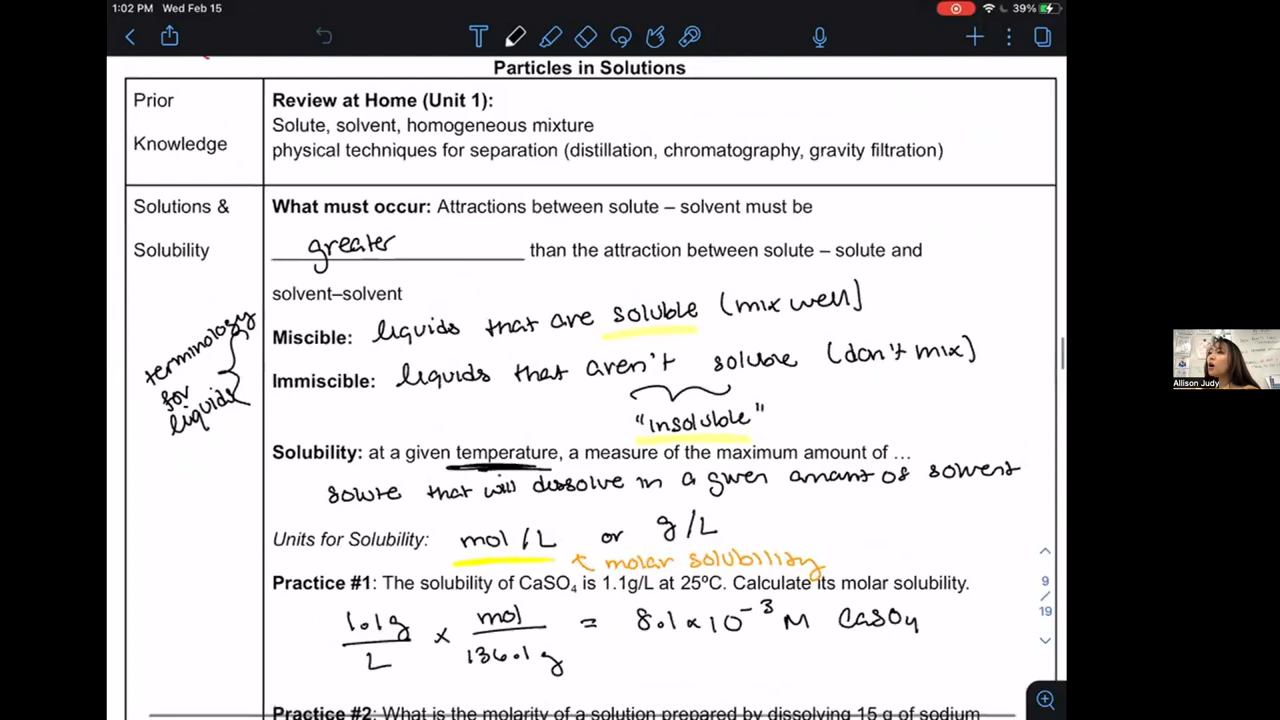 1:02 PM Wed Feb 15
39%
Particles in Solutions
Prior
Knowledge
Review at Home (Unit 1):
Solute, solvent, homogeneous mixture
physical techniques for separation (distillation, chromatography, gravity filtration)
Solutions &
Solubility
terminology
for
liquids
What must occur: Attractions between solute – solvent must be
greater than the attraction between solute – solute and
solvent–solvent
Miscible: liquids that are soluble (mix well)
Immiscible: liquids that aren't soluble (don't mix)
"insoluble"
Solubility: at a given temperature, a measure of the maximum amount of …
solute that will dissolve in a given amount of solvent
Units for Solubility: mol/L or g/L
↑ molar solubility
Practice #1: The solubility of CaSO₄ is 1.1g/L at 25ºC. Calculate its molar solubility.
1.1g/L × mol/136.1g = 8.1 × 10⁻³ M CaSO₄
Practice #2: What is the molarity of a solution prepared by dissolving 15 g of sodium
9
/
19
Allison Judy